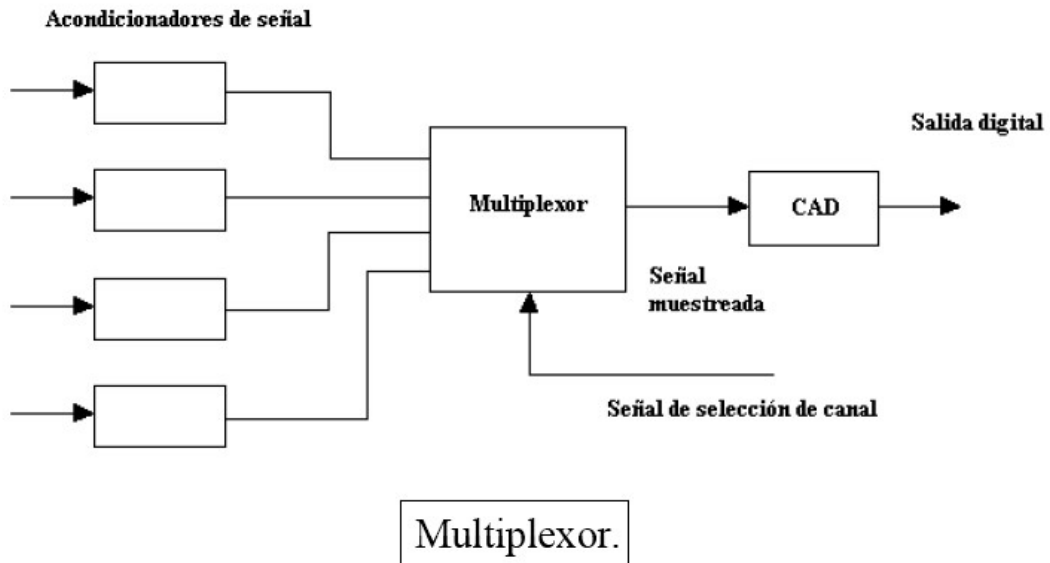 Acondicionadores de señal
Salida digital
Multiplexor
CAD
Señal
muestreada
Señal de selección de canal
Multiplexor.